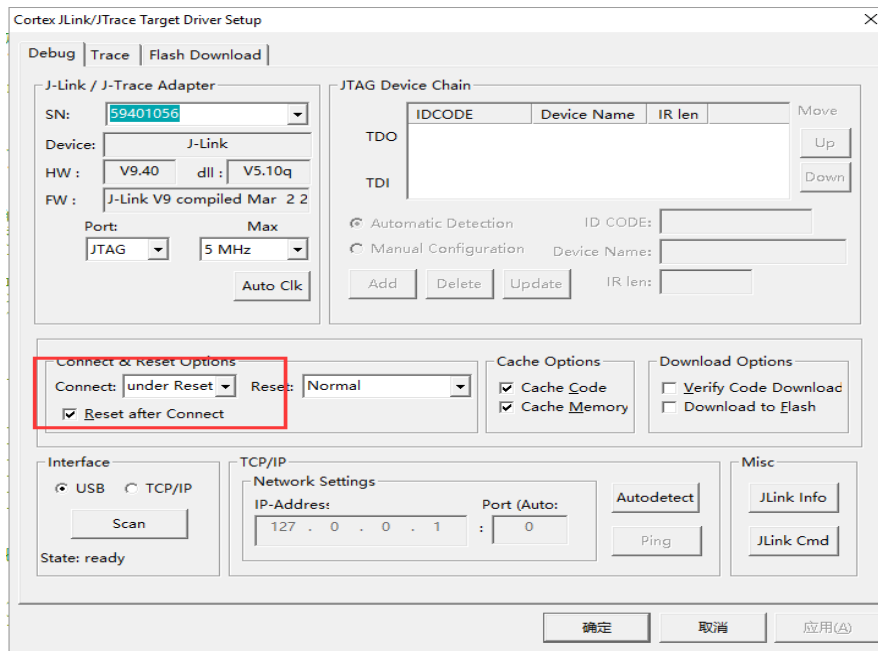 Cortex JLink/JTrace Target Driver Setup
Debug Trace Flash Download
J-Link / J-Trace Adapter
SN: 59401056
Device: J-Link
HW : V9.40 dll : V5.10q
FW : J-Link V9 compiled Mar 2 2
Port: Max
JTAG 5 MHz
Auto Clk
JTAG Device Chain
IDCODE Device Name IR len
TDO
TDI
Move
Up
Down
Automatic Detection ID CODE:
Manual Configuration Device Name:
Add Delete Update IR len:
Connect & Reset Options
Connect: under Reset Reset: Normal
Reset after Connect
Cache Options
Cache Code
Cache Memory
Download Options
Verify Code Download
Download to Flash
Interface
USB TCP/IP
Scan
State: ready
TCP/IP
Network Settings
IP-Address: Port (Auto:
127 . 0 . 0 . 1 : 0
Autodetect
Ping
Misc
JLink Info
JLink Cmd
确定 取消 应用(A)